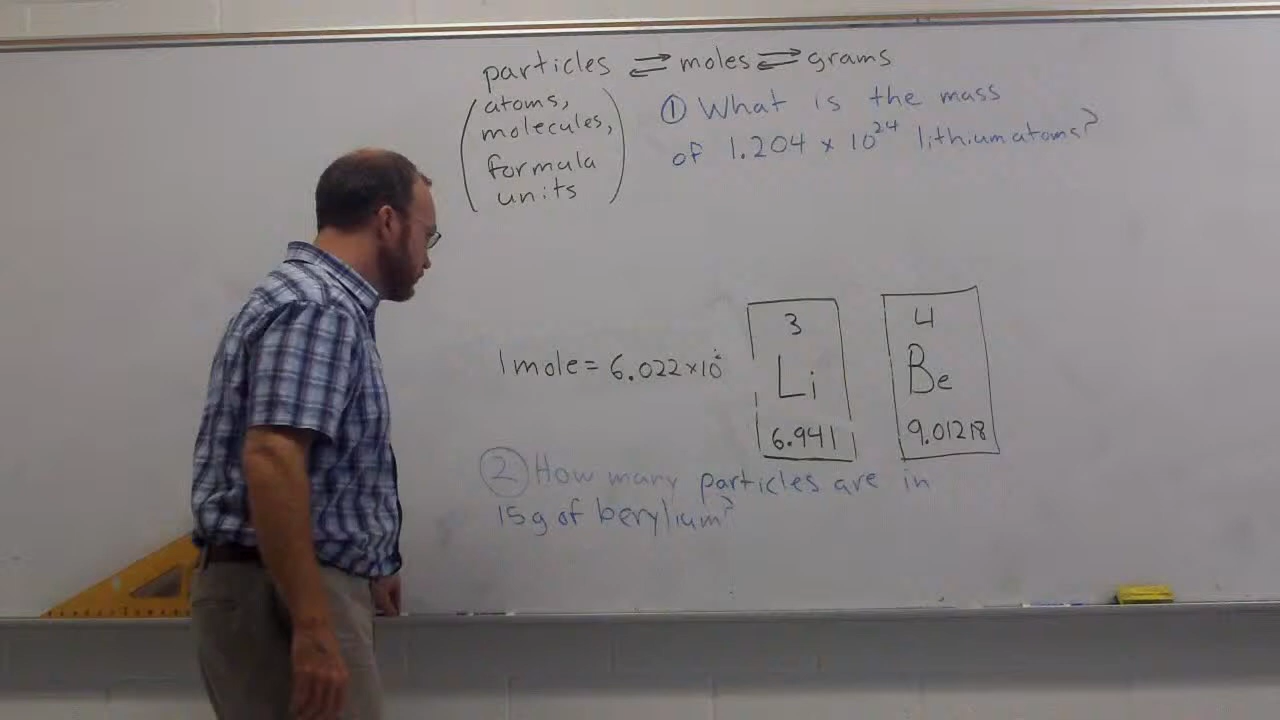 particles ⇌ moles ⇌ grams
(atoms,
molecules,
formula
units)
① What is the mass
of 1.204 x 10²⁴ lithium atoms?
1 mole = 6.022 x 10
3
Li
6.941
4
Be
9.01218
② How many particles are in
15g of berylium?